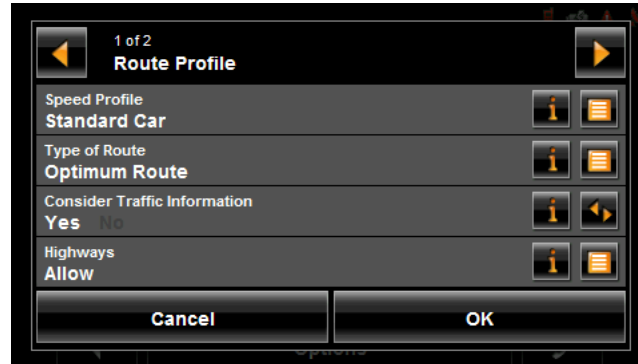 1 of 2
Route Profile
Speed Profile
Standard Car
Type of Route
Optimum Route
Consider Traffic Information
Yes No
Highways
Allow
Cancel OK
Options